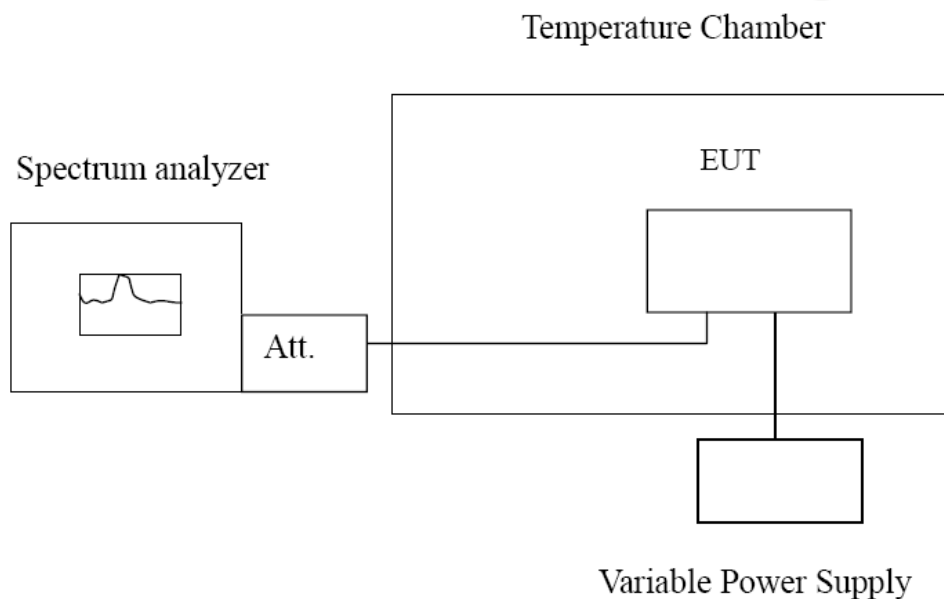 Temperature Chamber
EUT
Spectrum analyzer
Att.
Variable Power Supply